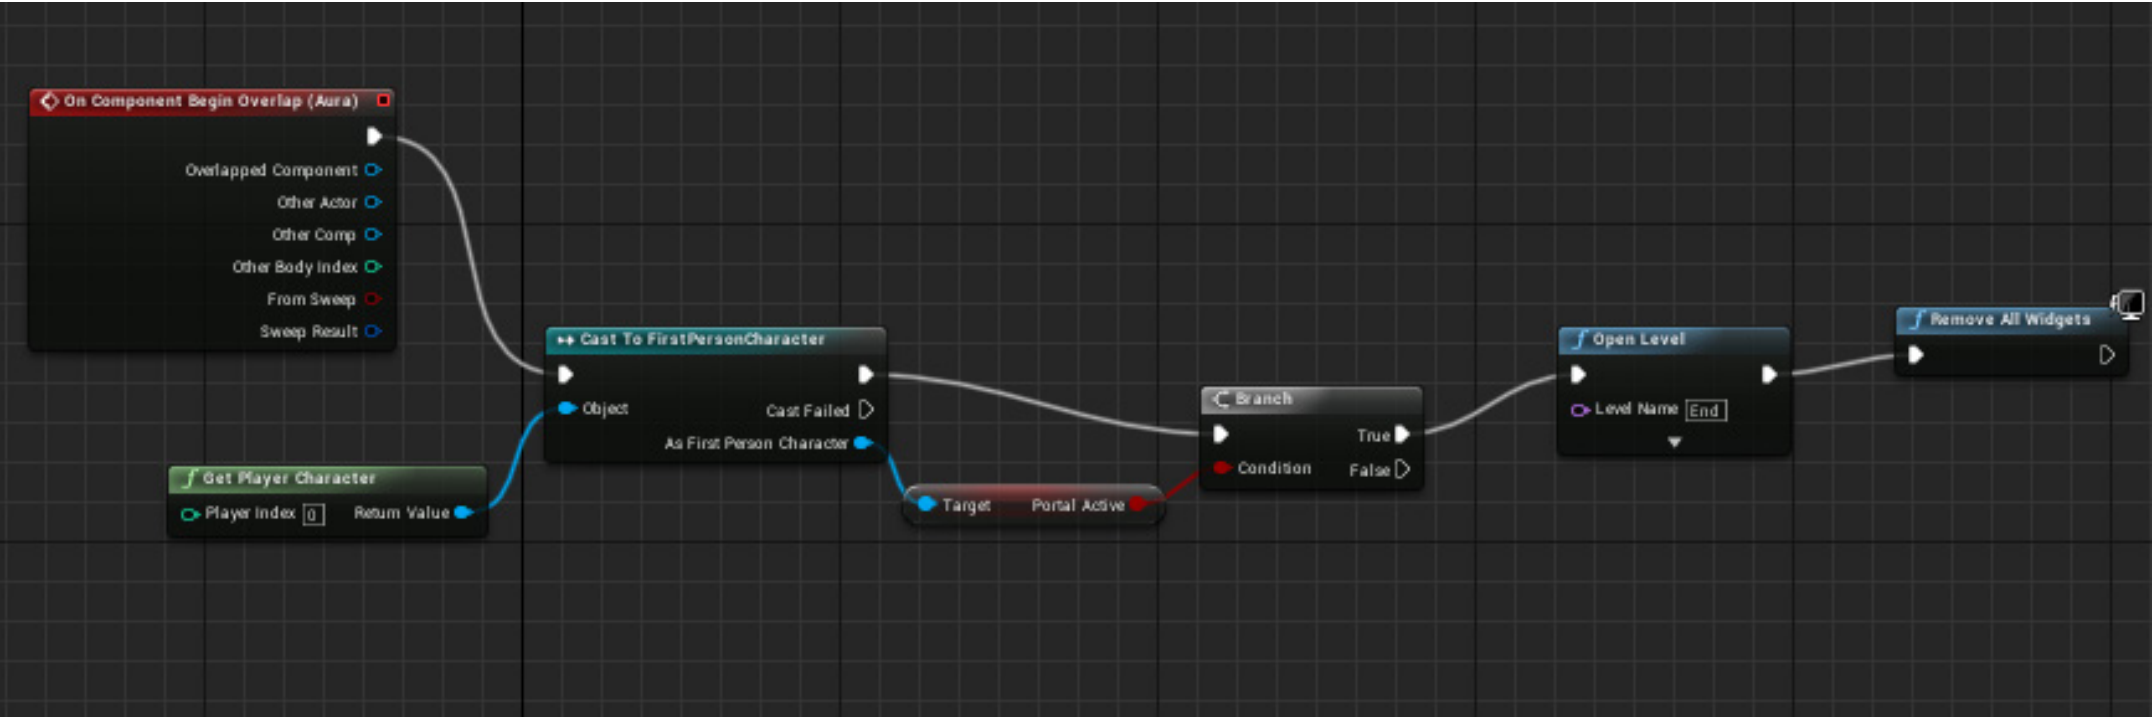 On Component Begin Overlap (Aura)
Overlapped Component
Other Actor
Other Comp
Other Body Index
From Sweep
Sweep Result
Get Player Character
Player Index 0 Return Value
Cast To FirstPersonCharacter
Object Cast Failed
As First Person Character
Target Portal Active
Branch
True
Condition False
Open Level
Level Name End
Remove All Widgets